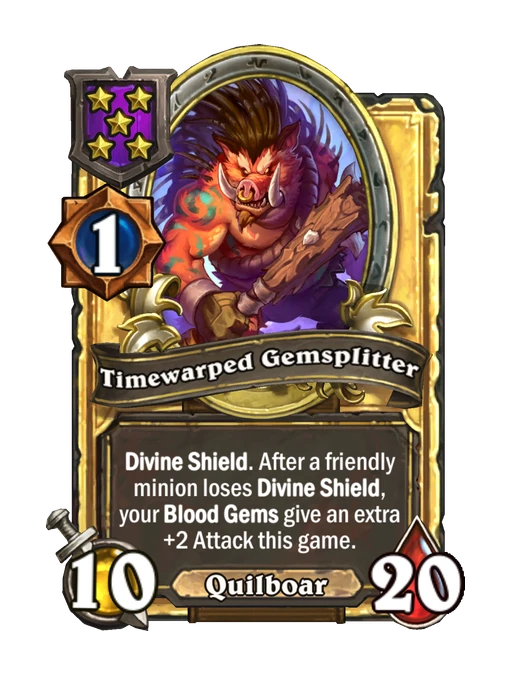 1
Timewarped Gemsplitter
Divine Shield. After a friendly
minion loses Divine Shield,
your Blood Gems give an extra
+2 Attack this game.
10
Quilboar
20